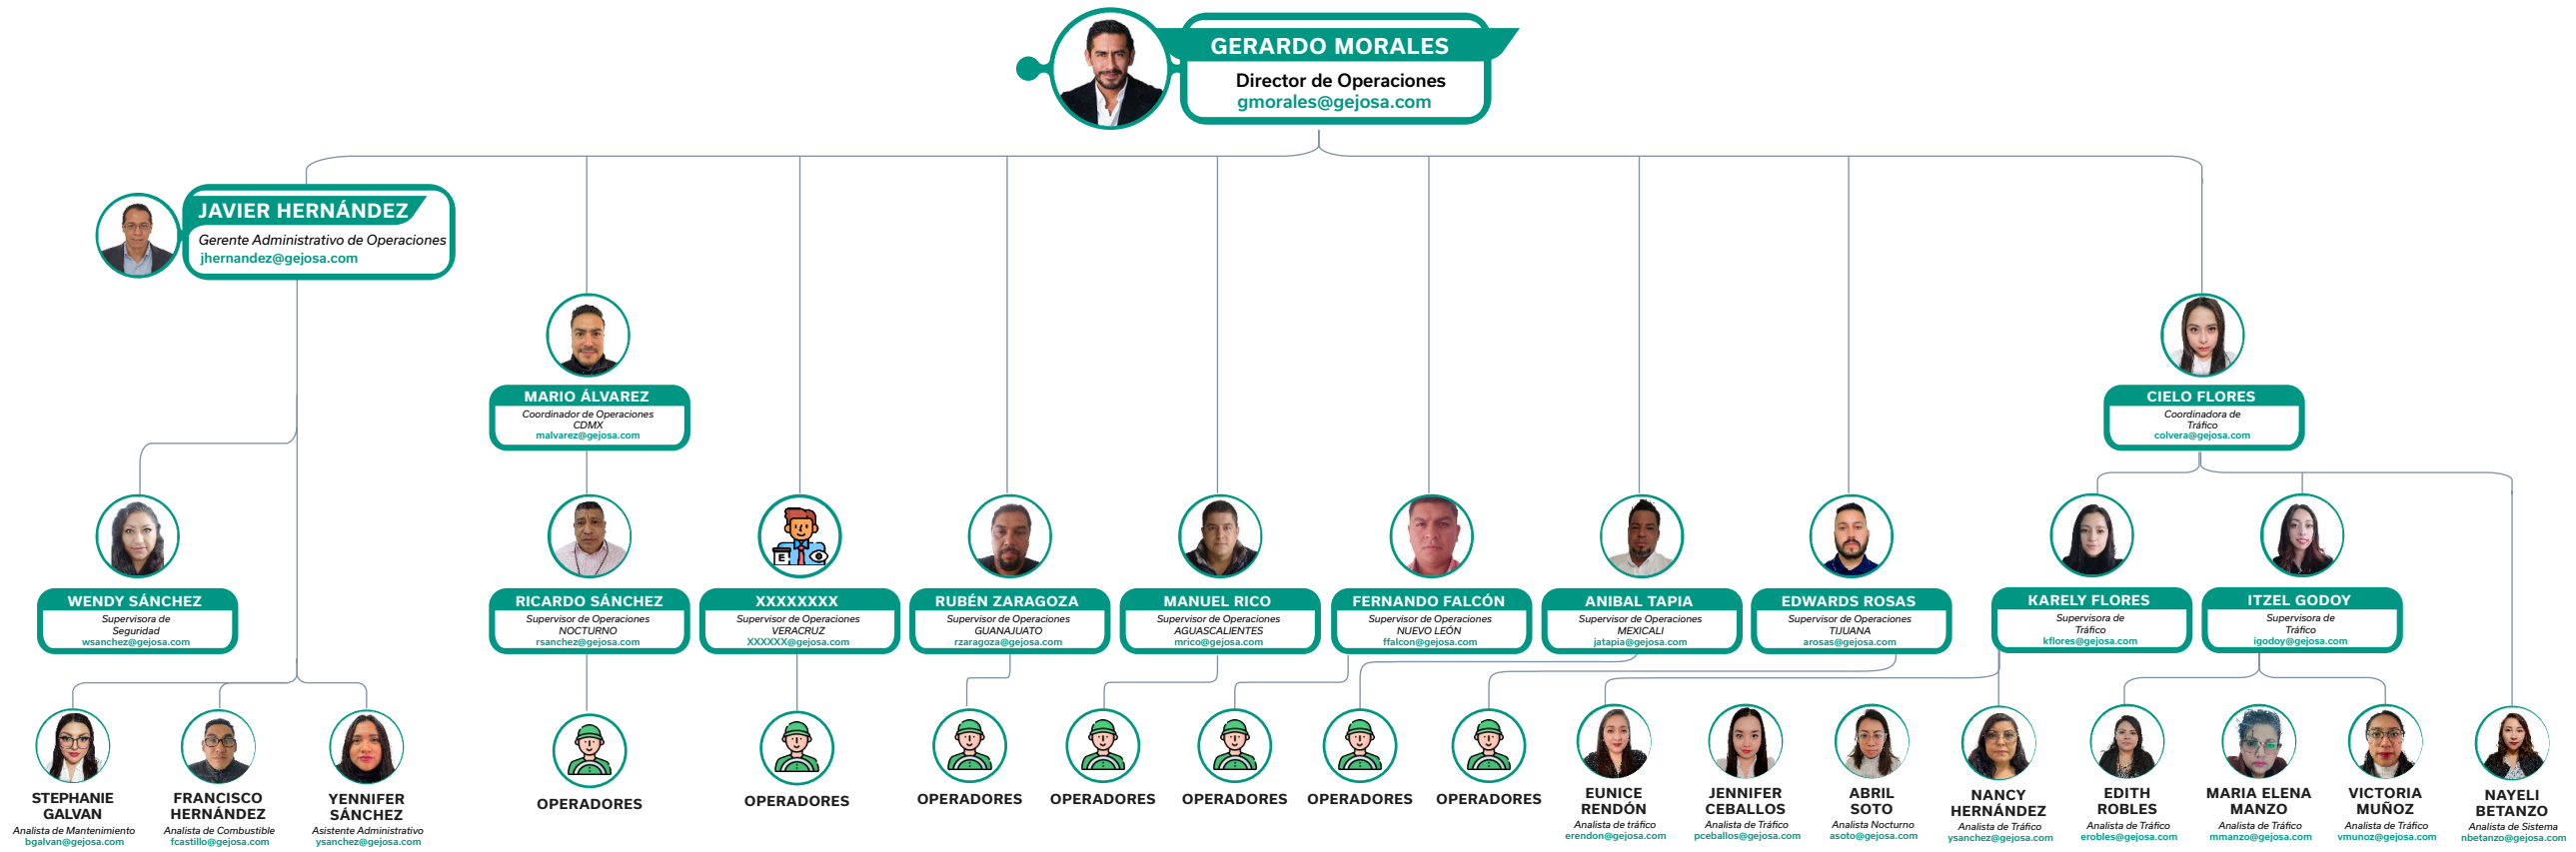 GERARDO MORALES
Director de Operaciones
gmorales@gejosa.com
JAVIER HERNÁNDEZ
Gerente Administrativo de Operaciones
jhernandez@gejosa.com
MARIO ÁLVAREZ
Coordinador de Operaciones
CDMX
malvarez@gejosa.com
CIELO FLORES
Coordinadora de
Tráfico
colvera@gejosa.com
WENDY SÁNCHEZ
Supervisora de
Seguridad
wsanchez@gejosa.com
RICARDO SÁNCHEZ
Supervisor de Operaciones
NOCTURNO
rsanchez@gejosa.com
E
XXXXXXXX
Supervisor de Operaciones
VERACRUZ
XXXXXX@gejosa.com
RUBÉN ZARAGOZA
Supervisor de Operaciones
GUANAJUATO
rzaragoza@gejosa.com
MANUEL RICO
Supervisor de Operaciones
AGUASCALIENTES
mrico@gejosa.com
FERNANDO FALCÓN
Supervisor de Operaciones
NUEVO LEÓN
ffalcon@gejosa.com
ANIBAL TAPIA
Supervisor de Operaciones
MEXICALI
jatapia@gejosa.com
EDWARDS ROSAS
Supervisor de Operaciones
TIJUANA
arosas@gejosa.com
KARELY FLORES
Supervisora de
Tráfico
kflores@gejosa.com
ITZEL GODOY
Supervisora de
Tráfico
igodoy@gejosa.com
STEPHANIE
GALVAN
Analista de Mantenimiento
bgalvan@gejosa.com
FRANCISCO
HERNÁNDEZ
Analista de Combustible
fcastillo@gejosa.com
YENNIFER
SÁNCHEZ
Asistente Administrativo
ysanchez@gejosa.com
OPERADORES
OPERADORES
OPERADORES
OPERADORES
OPERADORES
OPERADORES
OPERADORES
EUNICE
RENDÓN
Analista de tráfico
erendon@gejosa.com
JENNIFER
CEBALLOS
Analista de Tráfico
pceballos@gejosa.com
ABRIL
SOTO
Analista Nocturno
asoto@gejosa.com
NANCY
HERNÁNDEZ
Analista de Tráfico
ysanchez@gejosa.com
EDITH
ROBLES
Analista de Tráfico
erobles@gejosa.com
MARIA ELENA
MANZO
Analista de Tráfico
mmanzo@gejosa.com
VICTORIA
MUÑOZ
Analista de Tráfico
vmunoz@gejosa.com
NAYELI
BETANZO
Analista de Sistema
nbetanzo@gejosa.com